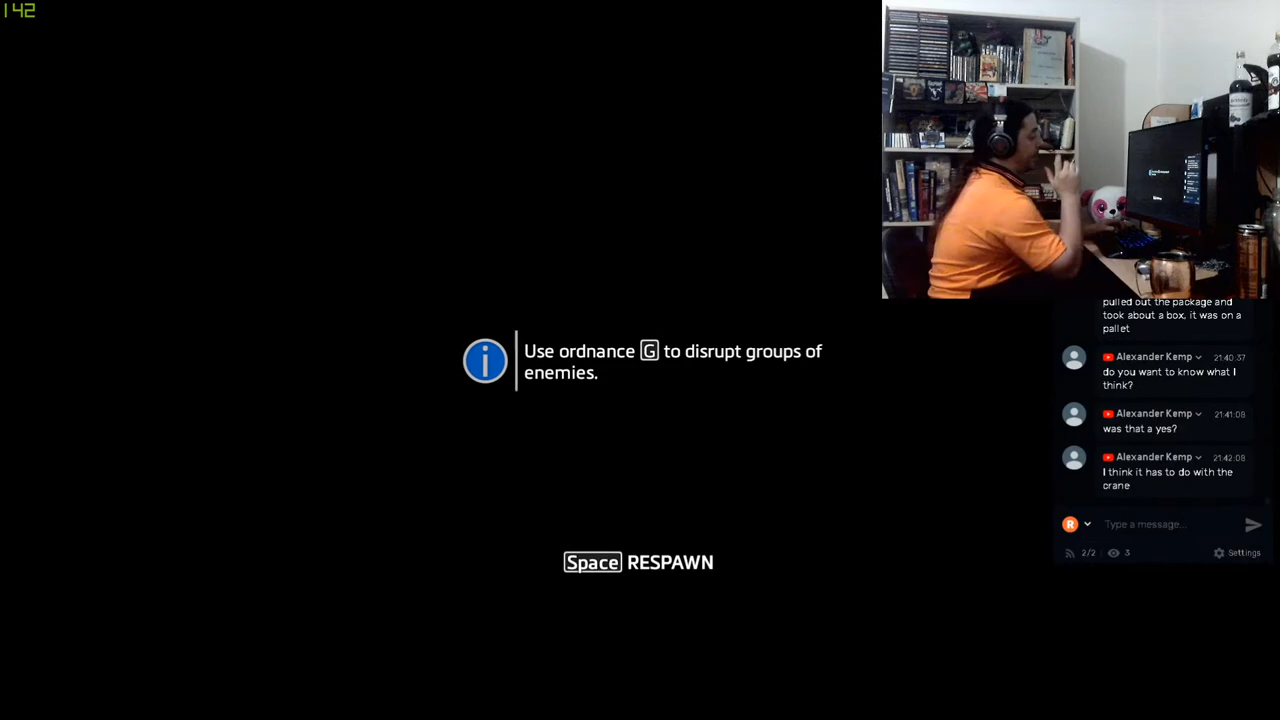 142
Use ordnance G to disrupt groups of
enemies.
Space RESPAWN
pulled out the package and
took about a box, it was on a
pallet
Alexander Kemp 21:40:37
do you want to know what I
think?
Alexander Kemp 21:41:08
was that a yes?
Alexander Kemp 21:42:08
I think it has to do with the
crane
R Type a message...
2/2 3 Settings